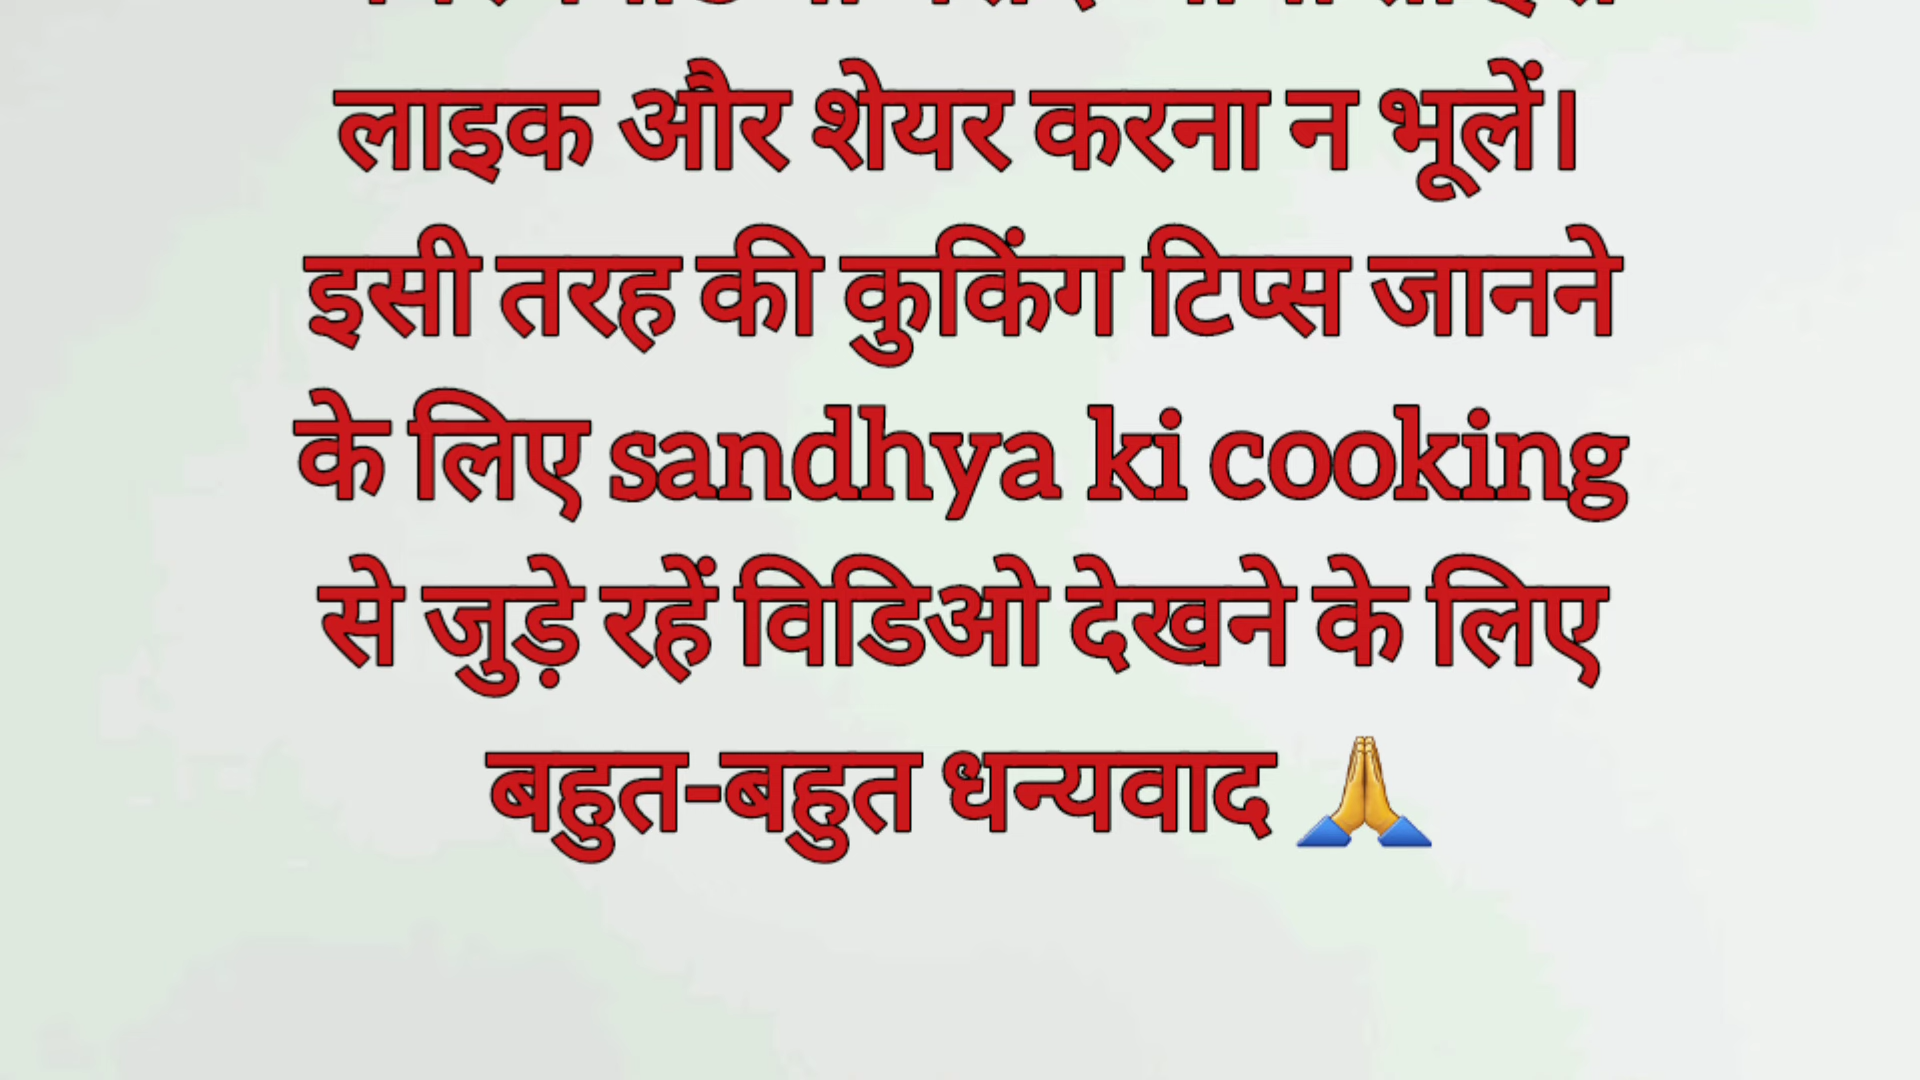 लाइक और शेयर करना न भूलें।
इसी तरह की कुकिंग टिप्स जानने
के लिए sandhya ki cooking
से जुड़े रहें विडिओ देखने के लिए
बहुत-बहुत धन्यवाद 🙏